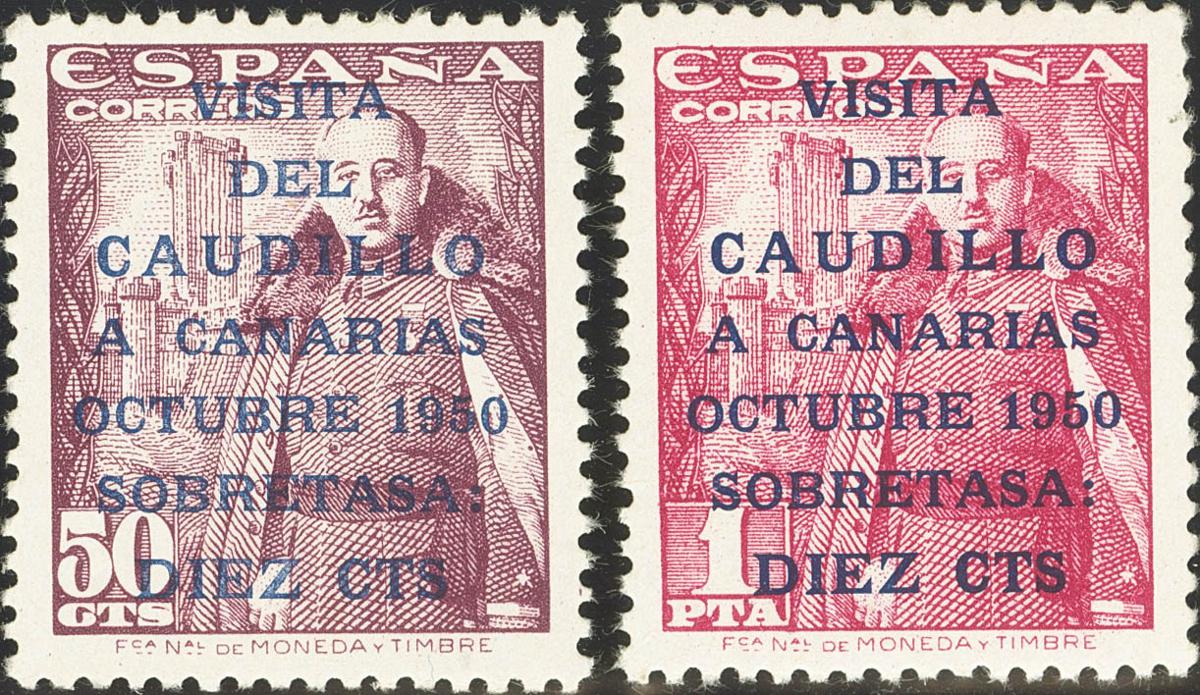 ESPAÑA
CORREOS
VISITA
DEL
CAUDILLO
A CANARIAS
OCTUBRE 1950
SOBRETASA:
DIEZ CTS
50
CTS
FCA NAL DE MONEDA Y TIMBRE
ESPAÑA
CORREOS
VISITA
DEL
CAUDILLO
A CANARIAS
OCTUBRE 1950
SOBRETASA:
DIEZ CTS
1
PTA
FCA NAL DE MONEDA Y TIMBRE